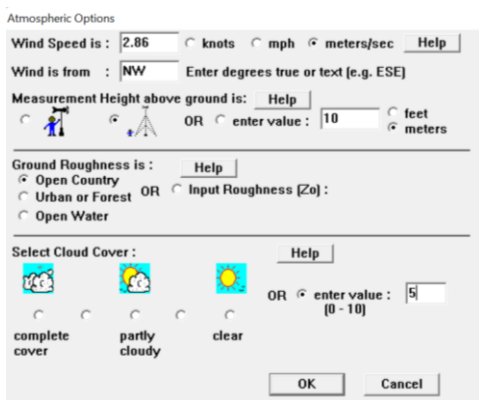 Atmospheric Options
Wind Speed is : 2.86 knots mph meters/sec Help
Wind is from : NW Enter degrees true or text (e.g. ESE)
Measurement Height above ground is: Help
OR enter value : 10 feet
meters
Ground Roughness is : Help
Open Country
OR Input Roughness (Zo) :
Urban or Forest
Open Water
Select Cloud Cover : Help
OR enter value : 5
(0 - 10)
complete cover
partly cloudy
clear
OK Cancel